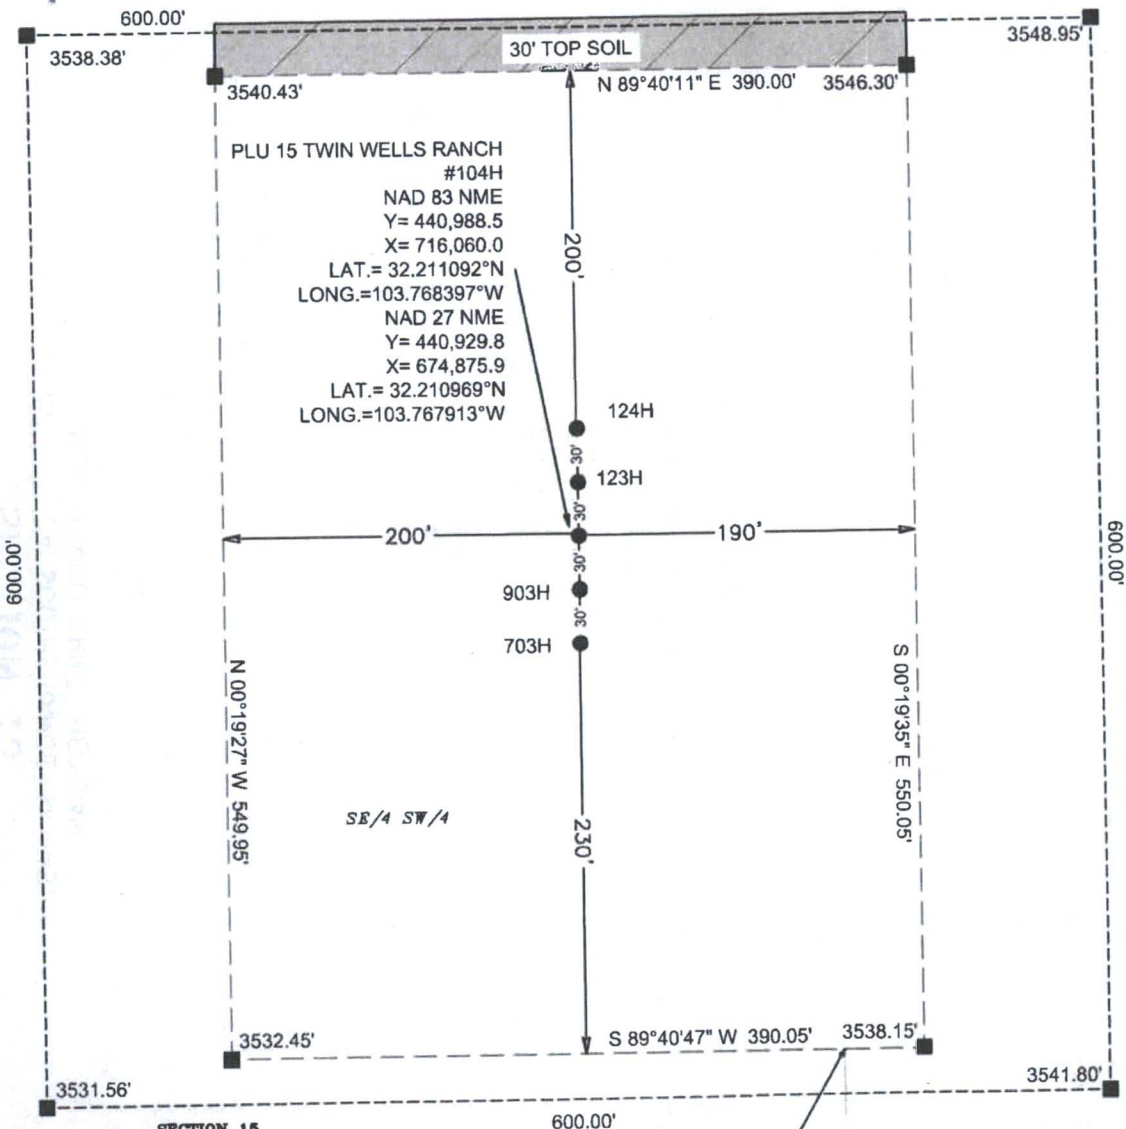 600.00'
3538.38'
3548.95'
30' TOP SOIL
N 89°40'11" E 390.00'
3546.30'
3540.43'
PLU 15 TWIN WELLS RANCH
#104H
NAD 83 NME
Y= 440,988.5
X= 716,060.0
LAT.= 32.211092°N
LONG.=103.768397°W
NAD 27 NME
Y= 440,929.8
X= 674,875.9
LAT.= 32.210969°N
LONG.=103.767913°W
200'
124H
30'
123H
30'
200'
190'
600.00'
600.00'
30'
903H
30'
703H
N 00°19'27" W 549.95'
S 00°19'35" E 550.05'
SE/4 SW/4
230'
3532.45'
S 89°40'47" W 390.05'
3538.15'
3531.56'
3541.80'
SECTION 15
600.00'